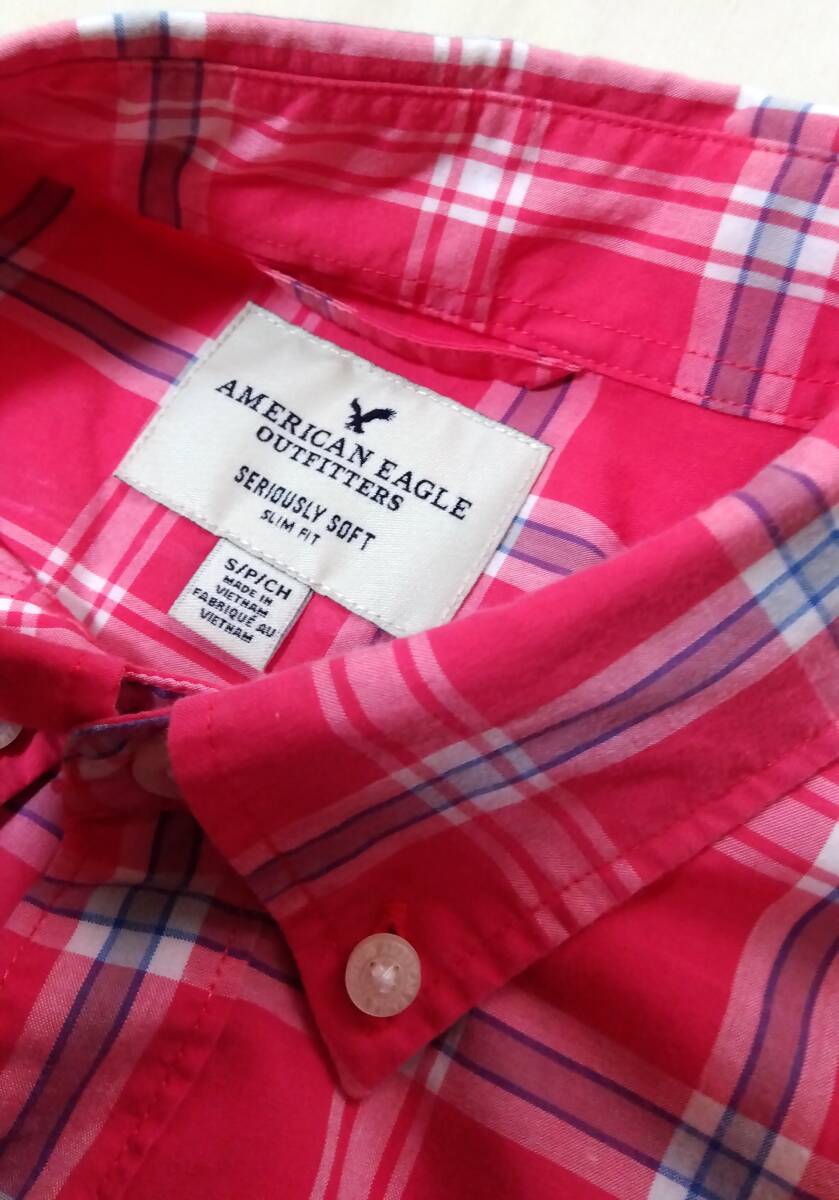 AMERICAN EAGLE
OUTFITTERS
SERIOUSLY SOFT
SLIM FIT
S/P/CH
MADE IN
VIETNAM
FABRIQUÉ AU
VIETNAM